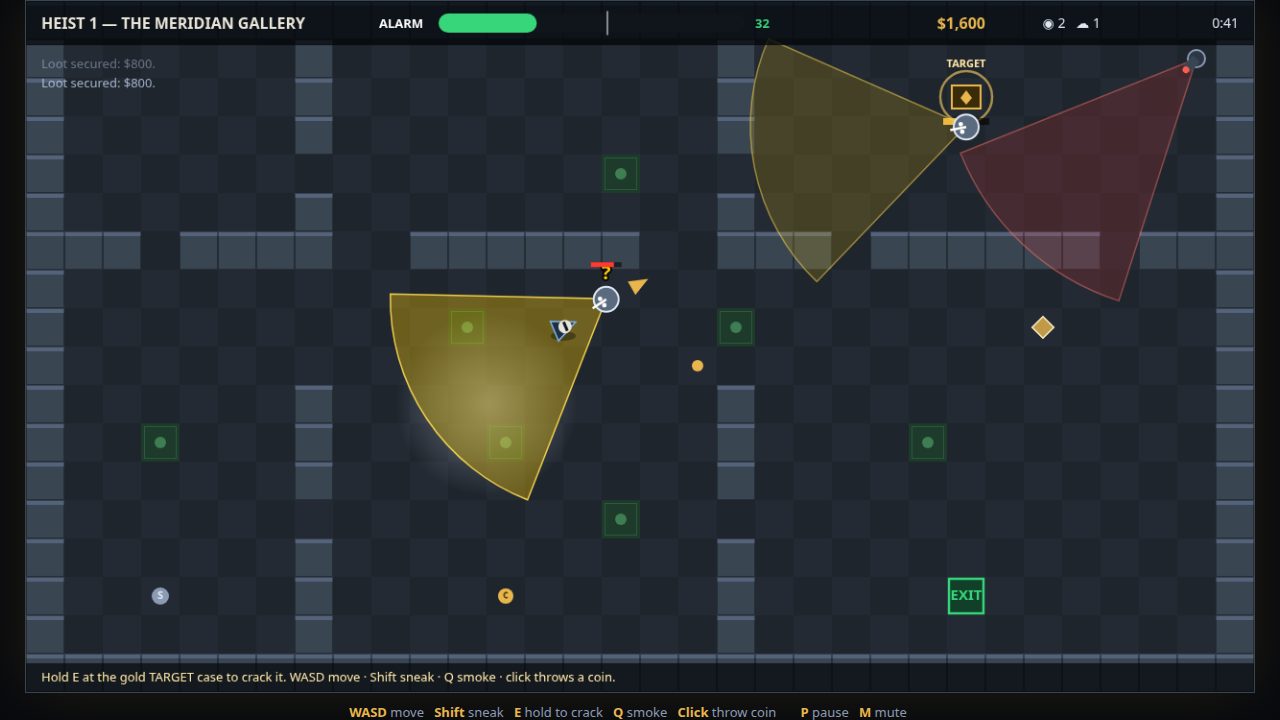 HEIST 1 — THE MERIDIAN GALLERY ALARM 32 $1,600 ◉ 2 ☁ 1 0:41
Loot secured: $800.
Loot secured: $800.
TARGET
?
S
C
EXIT
Hold E at the gold TARGET case to crack it. WASD move · Shift sneak · Q smoke · click throws a coin.
WASD move Shift sneak E hold to crack Q smoke Click throw coin P pause M mute